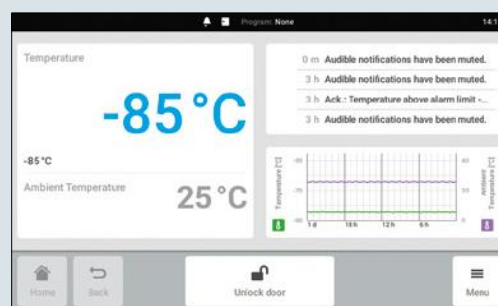 Program: None
14:1
Temperature
-85 °C
-85 °C
Ambient Temperature
25 °C
0 m Audible notifications have been muted.
3 h Audible notifications have been muted.
3 h Ack.: Temperature above alarm limit -...
3 h Audible notifications have been muted.
Temperature [°C]
1 d 18 h 12 h 6 h
Ambient Temperature [°C]
Home
Back
Unlock door
Menu